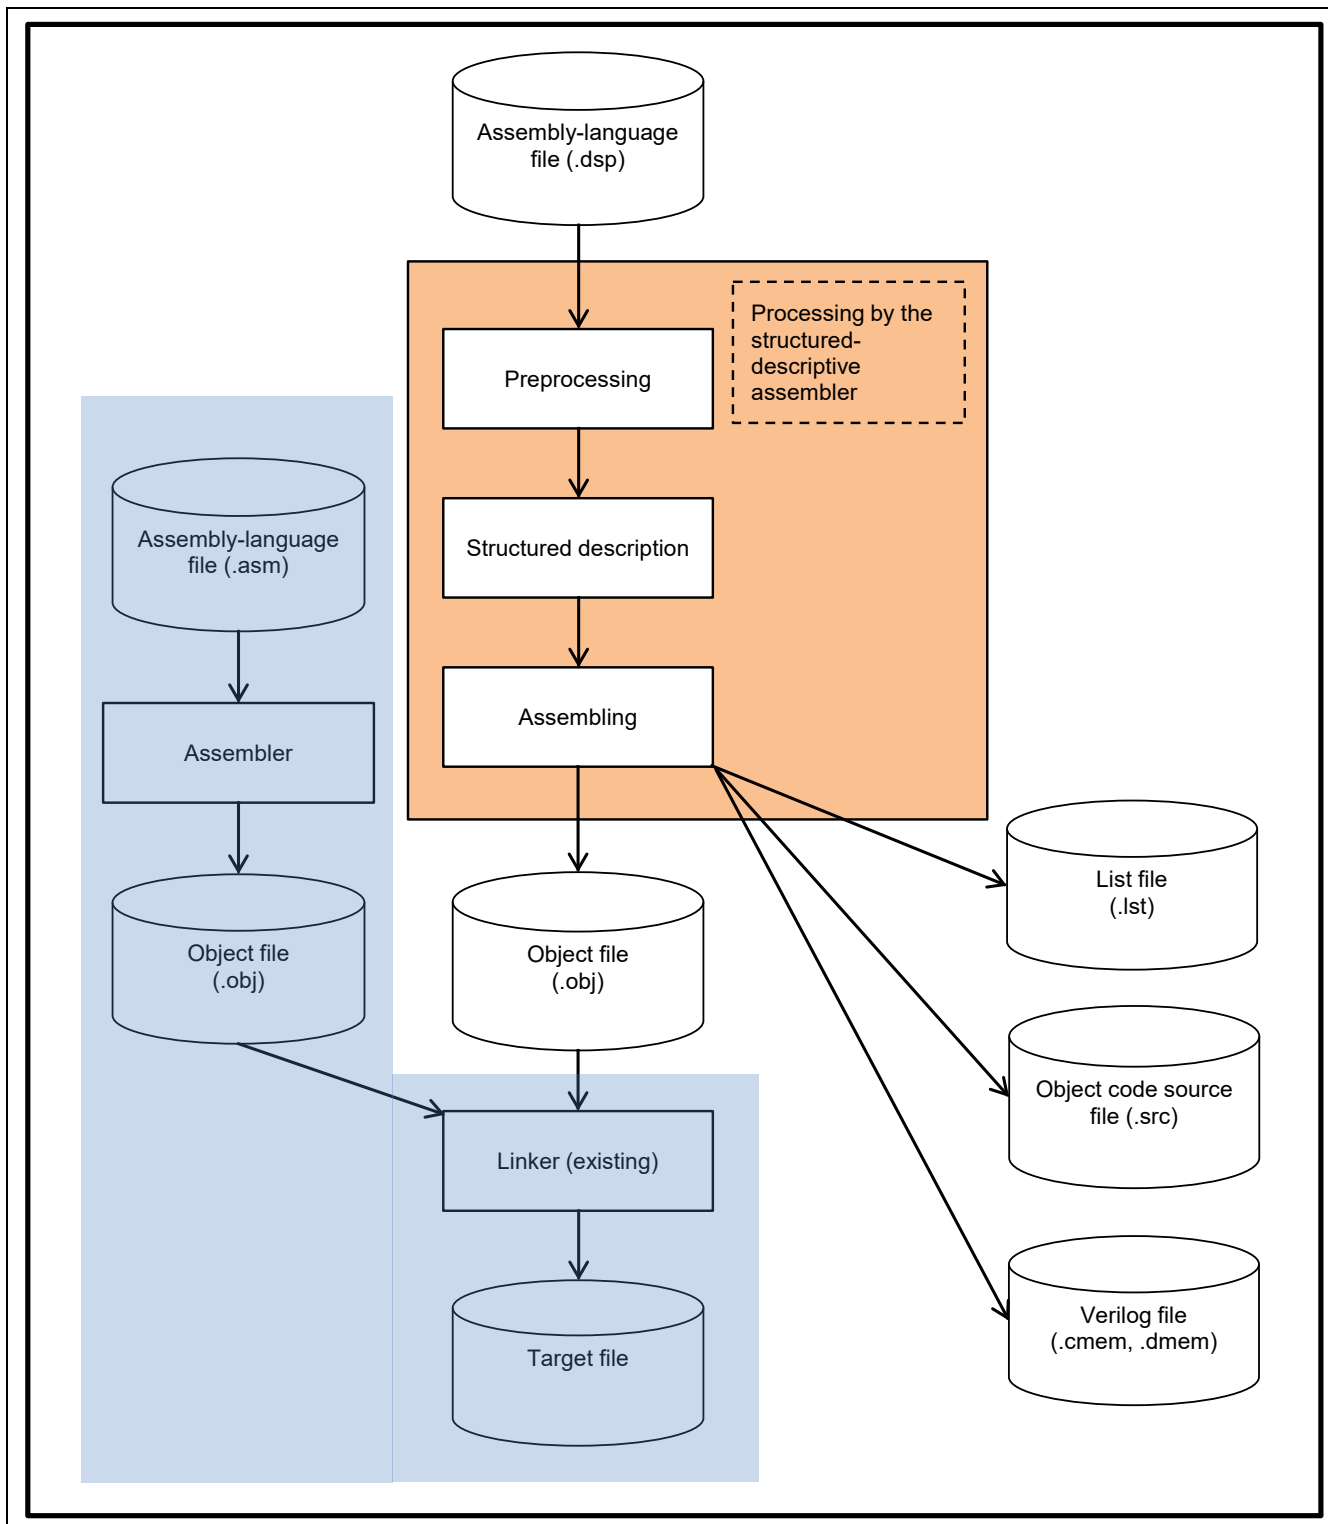 Assembly-language
file (.dsp)
Processing by the
structured-
descriptive
assembler
Preprocessing
Structured description
Assembly-language
file (.asm)
Assembling
Assembler
List file
(.lst)
Object file
(.obj)
Object file
(.obj)
Object code source
file (.src)
Linker (existing)
Verilog file
(.cmem, .dmem)
Target file